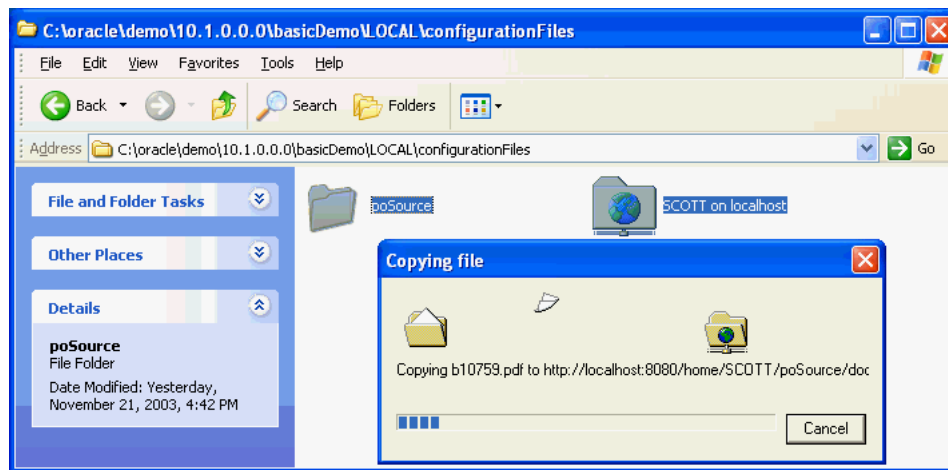 C:\oracle\demo\10.1.0.0.0\basicDemo\LOCAL\configurationFiles
File Edit View Favorites Tools Help
Back Search Folders
Address C:\oracle\demo\10.1.0.0.0\basicDemo\LOCAL\configurationFiles Go
File and Folder Tasks
poSource
SCOTT on localhost
Other Places
Details
poSource
File Folder
Date Modified: Yesterday,
November 21, 2003, 4:42 PM
Copying file
Copying b10759.pdf to http://localhost:8080/home/SCOTT/poSource/doc
Cancel